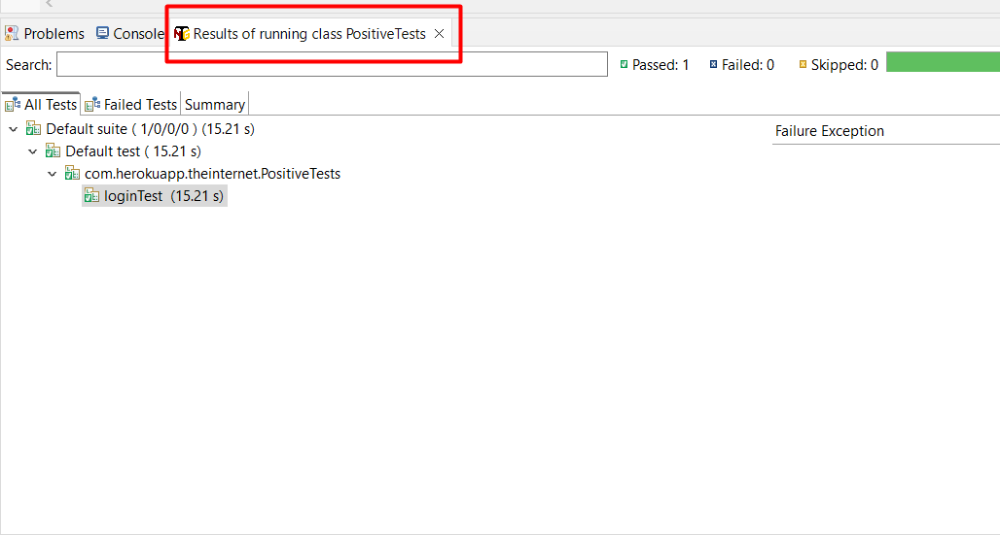 Problems Console Results of running class PositiveTests
Search: Passed: 1 Failed: 0 Skipped: 0
All Tests Failed Tests Summary
Default suite ( 1/0/0/0 ) (15.21 s)
Failure Exception
Default test ( 15.21 s)
com.herokuapp.theinternet.PositiveTests
loginTest (15.21 s)